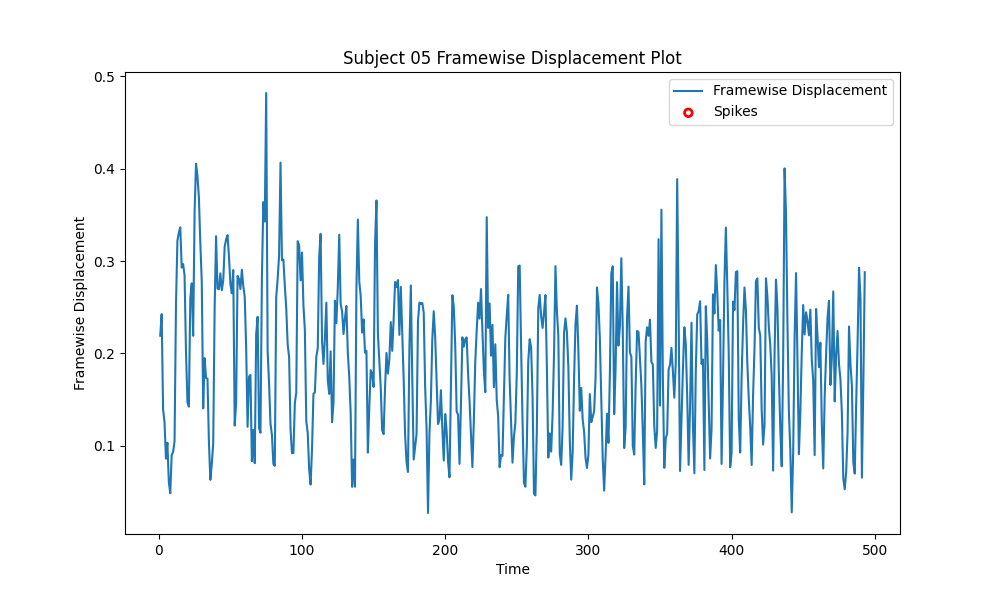 Subject 05 Framewise Displacement Plot
Framewise Displacement
Spikes
Framewise Displacement
0.5
0.4
0.3
0.2
0.1
0
100
200
300
400
500
Time